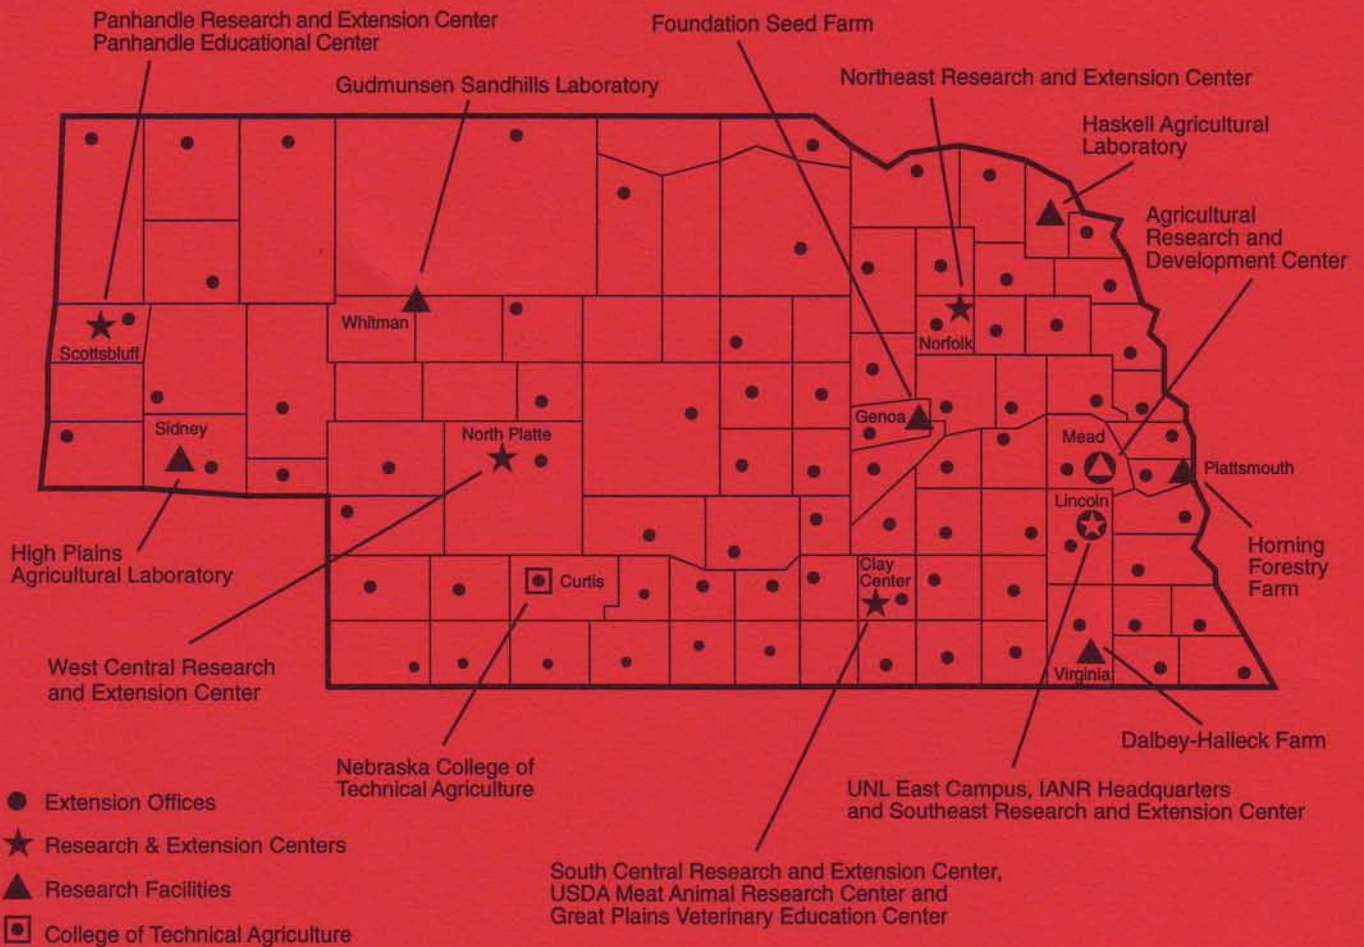 Panhandle Research and Extension Center
Panhandle Educational Center
Foundation Seed Farm
Gudmunsen Sandhills Laboratory
Northeast Research and Extension Center
Haskell Agricultural
Laboratory
Agricultural
Research and
Development Center
Whitman
Scottsbluff
Norfolk
Genoa
Sidney
North Platte
Mead
Plattsmouth
Lincoln
High Plains
Agricultural Laboratory
Horning
Forestry
Farm
Clay
Center
Curtis
West Central Research
and Extension Center
Virginia
Dalbey-Halleck Farm
Nebraska College of
Technical Agriculture
UNL East Campus, IANR Headquarters
and Southeast Research and Extension Center
South Central Research and Extension Center,
USDA Meat Animal Research Center and
Great Plains Veterinary Education Center
Extension Offices
Research & Extension Centers
Research Facilities
College of Technical Agriculture